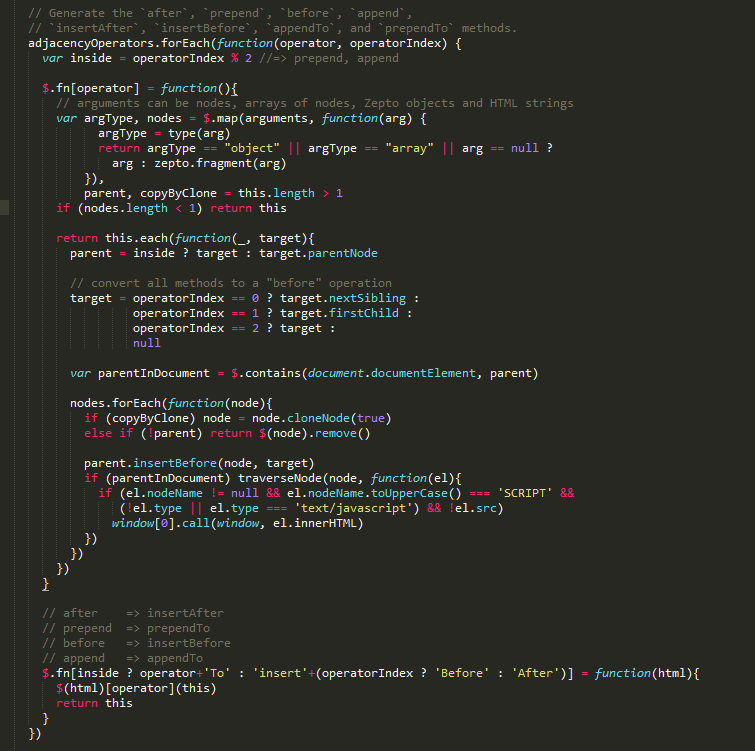 // Generate the `after`, `prepend`, `before`, `append`,
// `insertAfter`, `insertBefore`, `appendTo`, and `prependTo` methods.
adjacencyOperators.forEach(function(operator, operatorIndex) {
  var inside = operatorIndex % 2 //=> prepend, append

  $.fn[operator] = function(){
    // arguments can be nodes, arrays of nodes, Zepto objects and HTML strings
    var argType, nodes = $.map(arguments, function(arg) {
          argType = type(arg)
          return argType == "object" || argType == "array" || arg == null ?
            arg : zepto.fragment(arg)
        }),
        parent, copyByClone = this.length > 1
    if (nodes.length < 1) return this

    return this.each(function(_, target){
      parent = inside ? target : target.parentNode

      // convert all methods to a "before" operation
      target = operatorIndex == 0 ? target.nextSibling :
               operatorIndex == 1 ? target.firstChild :
               operatorIndex == 2 ? target :
               null

      var parentInDocument = $.contains(document.documentElement, parent)

      nodes.forEach(function(node){
        if (copyByClone) node = node.cloneNode(true)
        else if (!parent) return $(node).remove()

        parent.insertBefore(node, target)
        if (parentInDocument) traverseNode(node, function(el){
          if (el.nodeName != null && el.nodeName.toUpperCase() === 'SCRIPT' &&
             (!el.type || el.type === 'text/javascript') && !el.src)
            window[0].call(window, el.innerHTML)
        })
      })
    })
  }

  // after    => insertAfter
  // prepend  => prependTo
  // before   => insertBefore
  // append   => appendTo
  $.fn[inside ? operator+'To' : 'insert'+(operatorIndex ? 'Before' : 'After')] = function(html){
    $(html)[operator](this)
    return this
  }
})